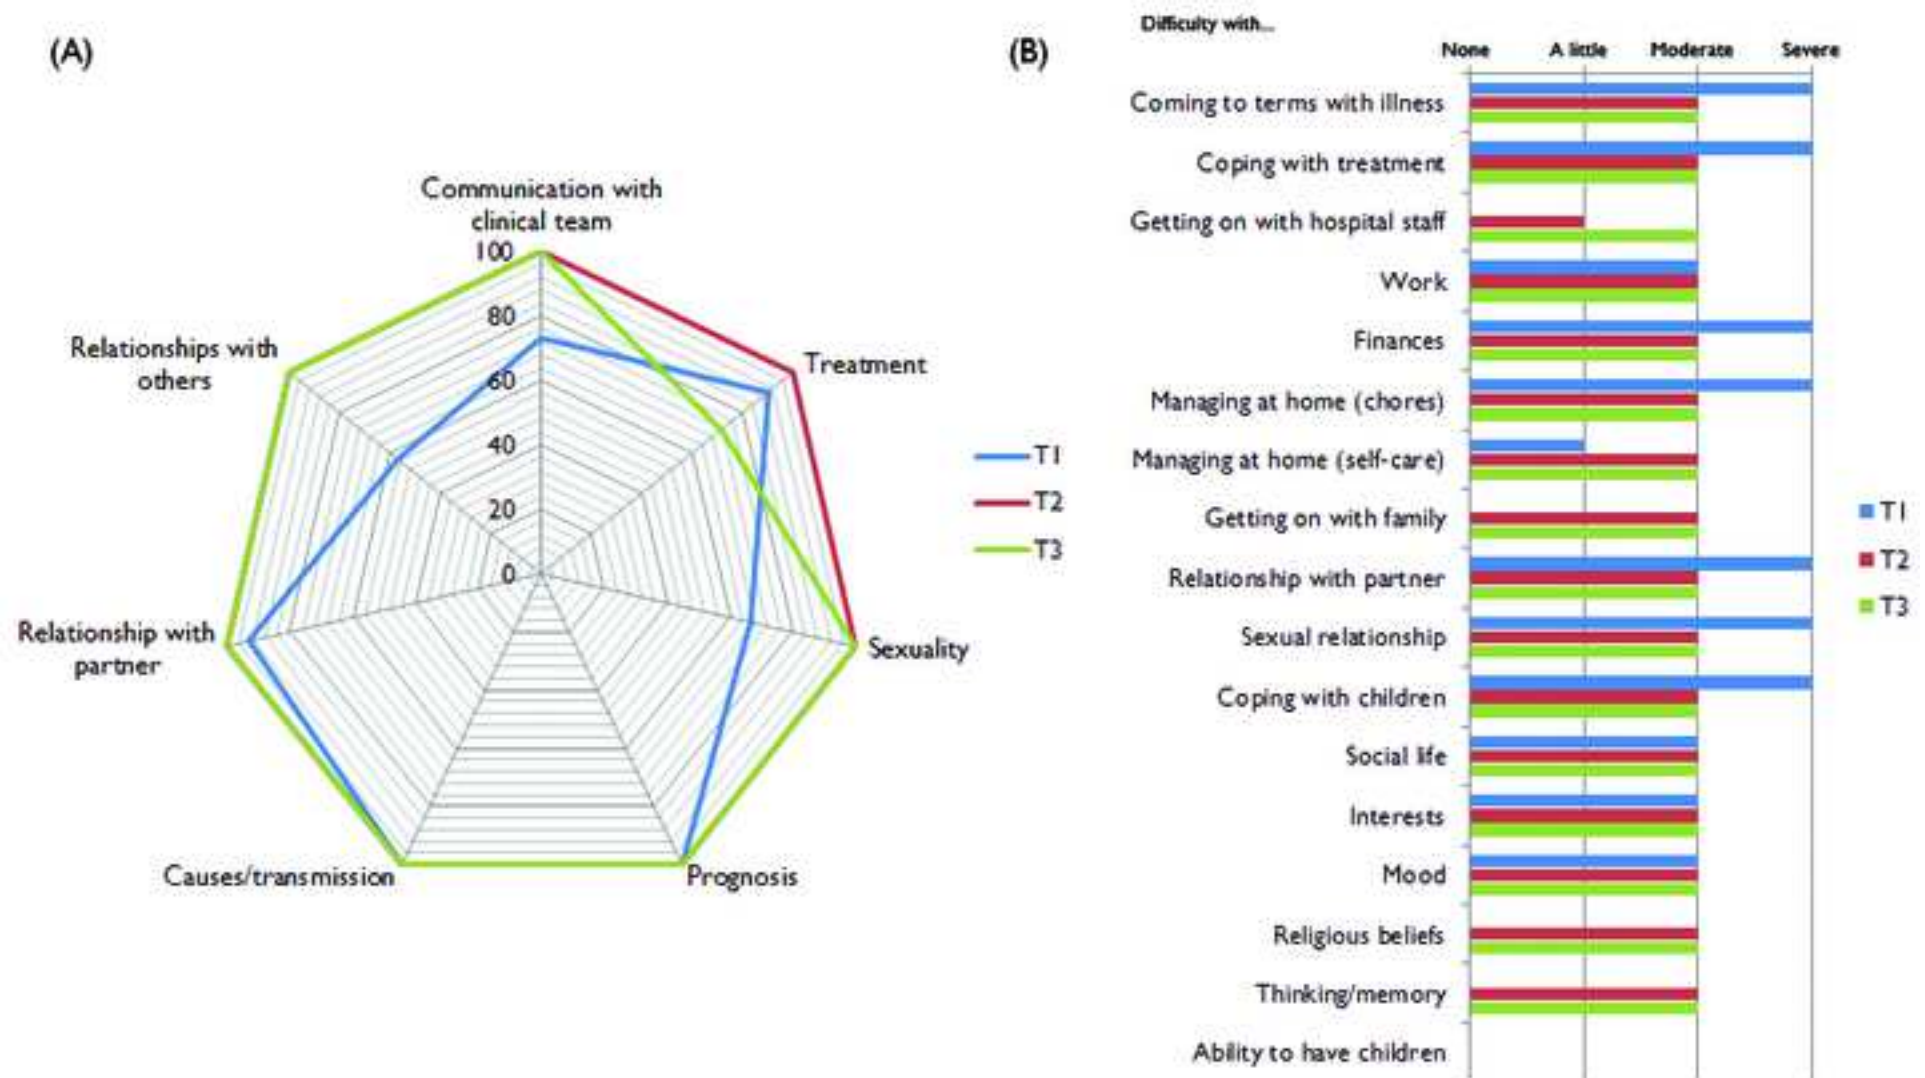 (A)
Communication with
clinical team
100
80
60
40
20
0
Treatment
Sexuality
Prognosis
Causes/transmission
Relationship with
partner
Relationships with
others
T1
T2
T3
(B)
Difficulty with...
None A little Moderate Severe
Coming to terms with illness
Coping with treatment
Getting on with hospital staff
Work
Finances
Managing at home (chores)
Managing at home (self-care)
Getting on with family
Relationship with partner
Sexual relationship
Coping with children
Social life
Interests
Mood
Religious beliefs
Thinking/memory
Ability to have children
T1
T2
T3